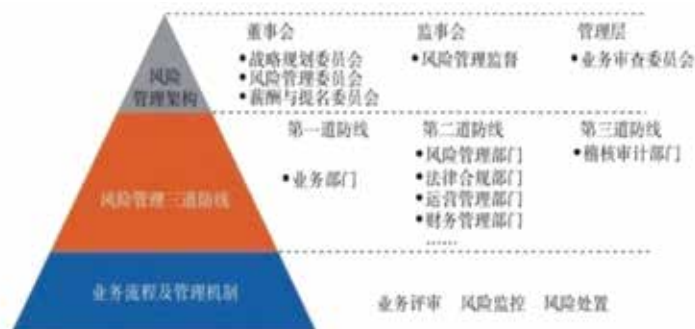 董事会
•战略规划委员会
•风险管理委员会
•薪酬与提名委员会
监事会
•风险管理监督
管理层
•业务审查委员会
风险
管理架构
第一道防线
•业务部门
第二道防线
•风险管理部门
•法律合规部门
•运营管理部门
•财务管理部门
……
第三道防线
•稽核审计部门
风险管理三道防线
业务流程及管理机制
业务评审 风险监控 风险处置